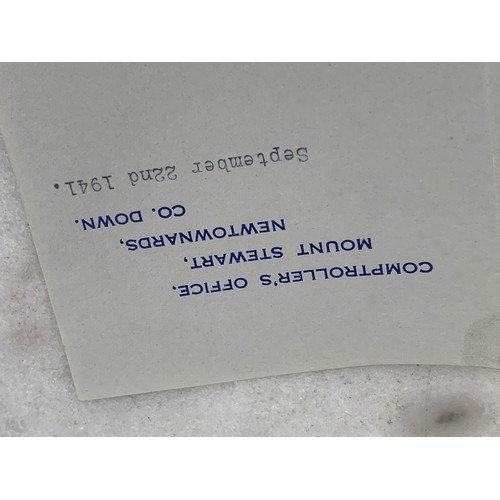 COMPTROLLER'S OFFICE,
MOUNT STEWART,
NEWTOWNARDS,
CO. DOWN.
September 22nd 1941.